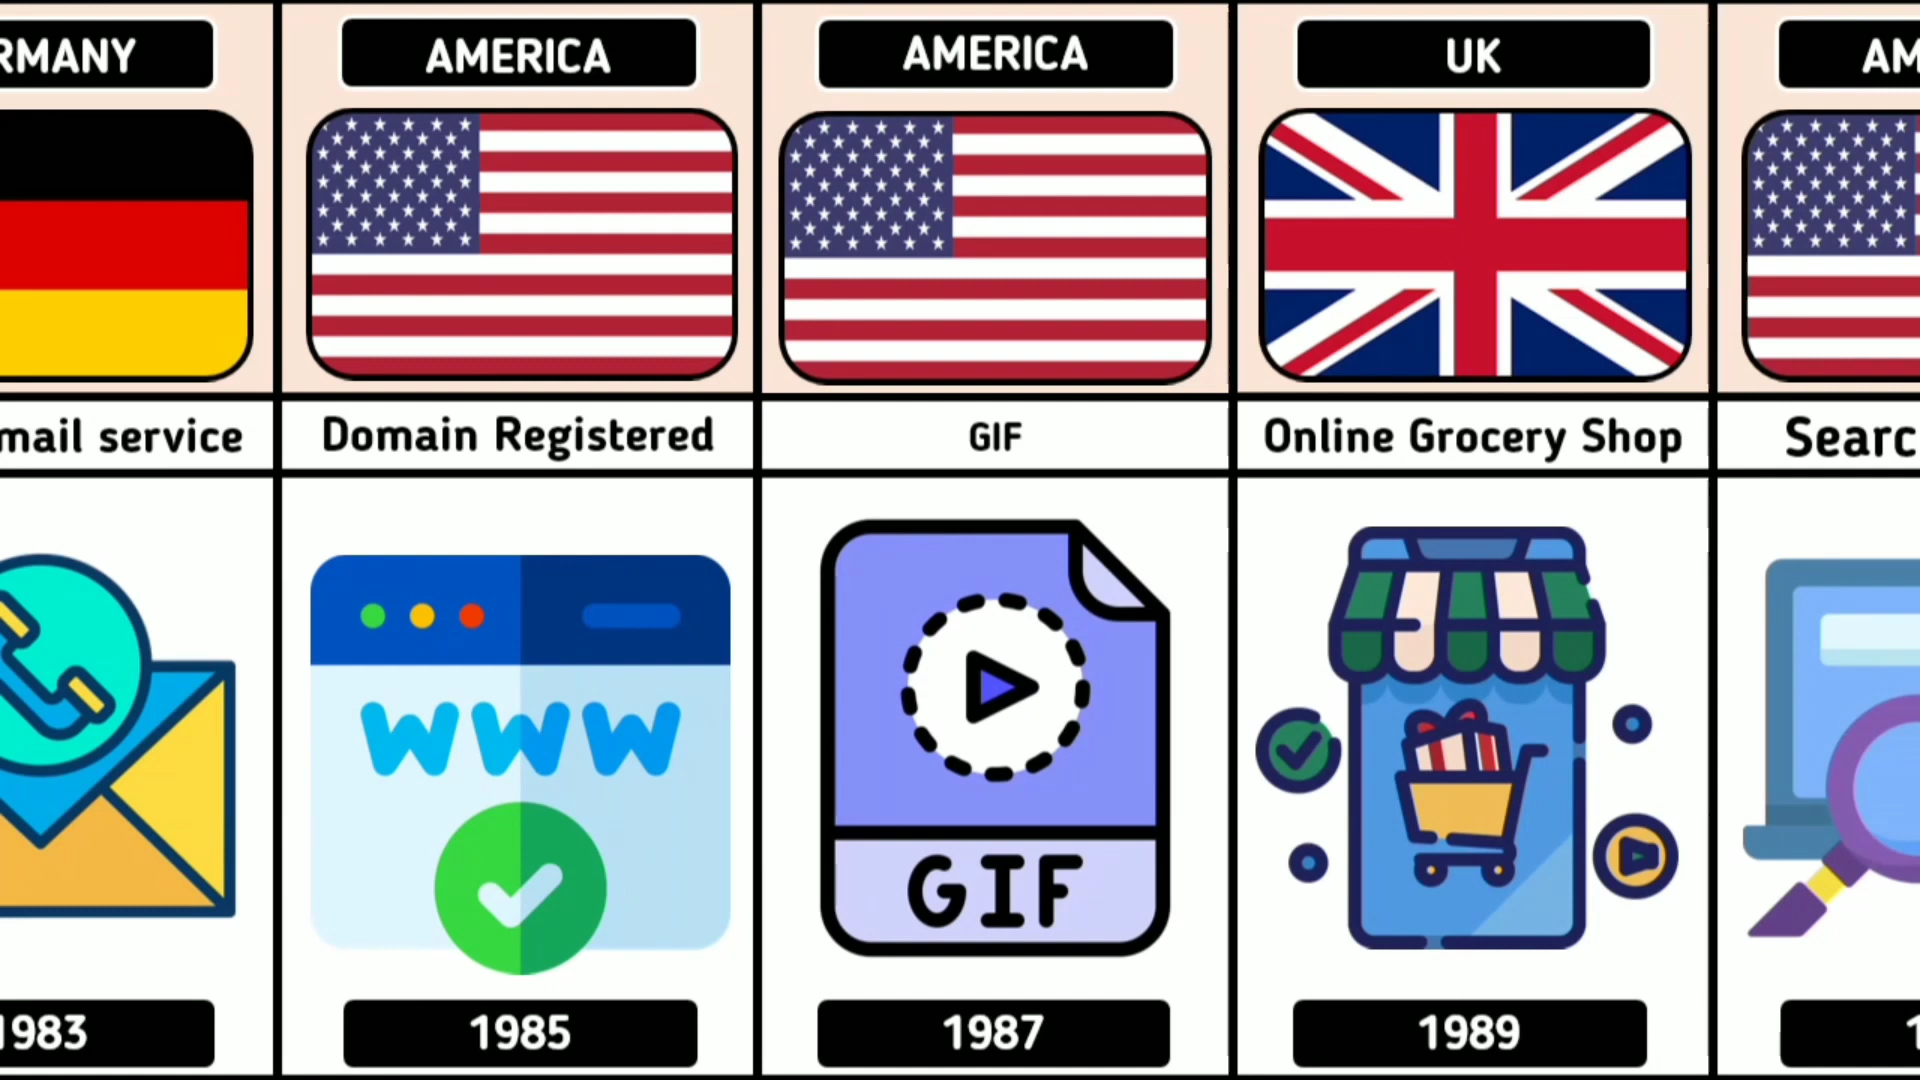 RMANY
AMERICA
AMERICA
UK
AM
mail service
Domain Registered
GIF
Online Grocery Shop
Searc
www
GIF
1983
1985
1987
1989
1